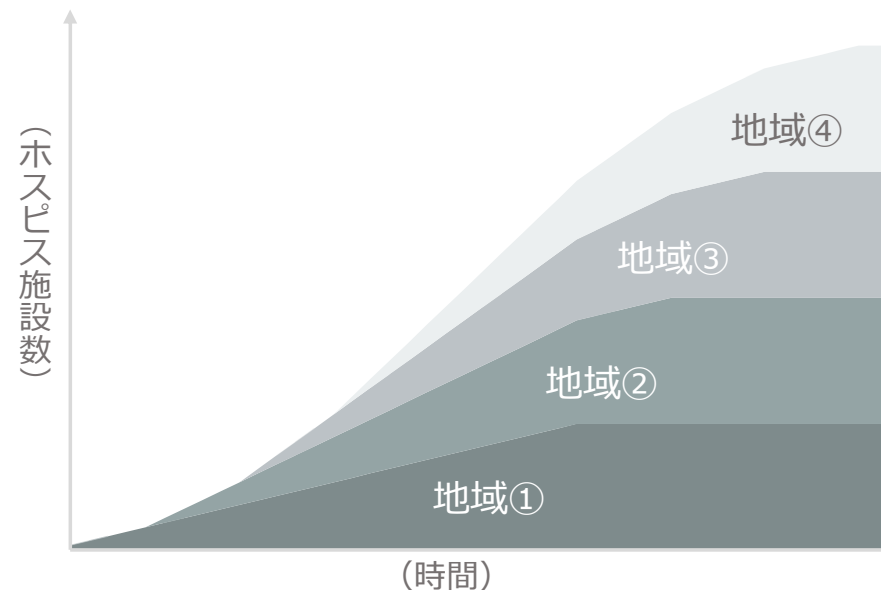 （ホスピス施設数）
地域④
地域③
地域②
地域①
（時間）